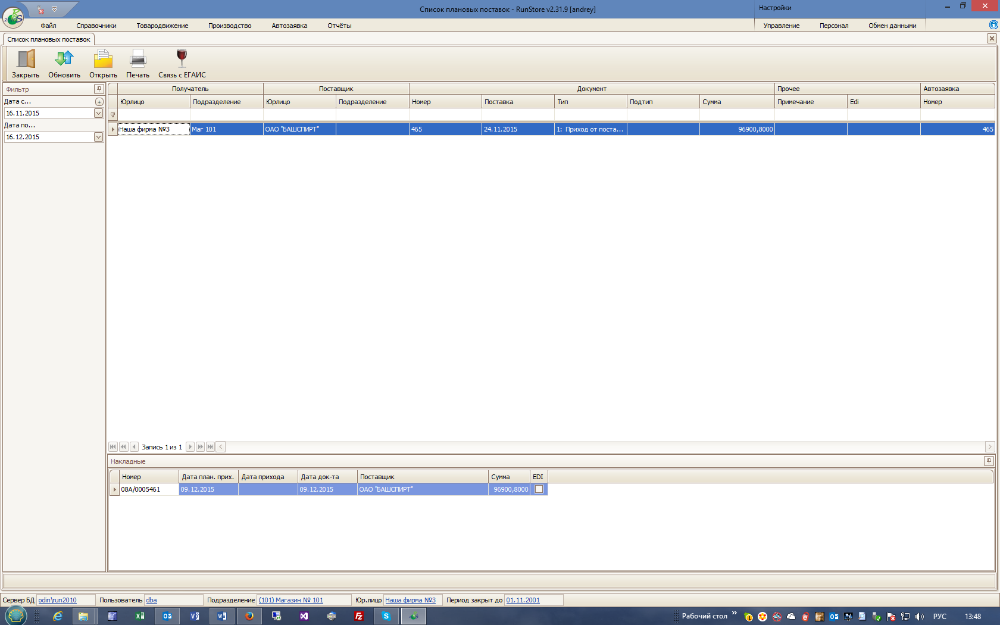 Список плановых поставок - RunStore v2.31.9 [andrey]
Настройки
Файл Справочники Товародвижение Производство Автозаявка Отчёты Управление Персонал Обмен данными
Список плановых поставок
Закрыть Обновить Открыть Печать Связь с ЕГАИС
Фильтр
Дата с...
16.11.2015
Дата по...
16.12.2015
Получатель Поставщик Документ Прочее Автозаявка
Юрлицо Подразделение Юрлицо Подразделение Номер Поставка Тип Подтип Сумма Примечание Edi Номер
Наша фирма №3 Маг 101 ОАО "БАШСПИРТ" 465 24.11.2015 1: Приход от поста... 96900,8000 465
Запись 1 из 1
Накладные
Номер Дата план. прих. Дата прихода Дата док-та Поставщик Сумма EDI
08А/0005461 09.12.2015 09.12.2015 ОАО "БАШСПИРТ" 96900,8000
Сервер БД odin\run2010 Пользователь dba Подразделение (101) Магазин № 101 Юр.лицо Наша фирма №3 Период закрыт до 01.11.2001
Рабочий стол » РУС 13:48